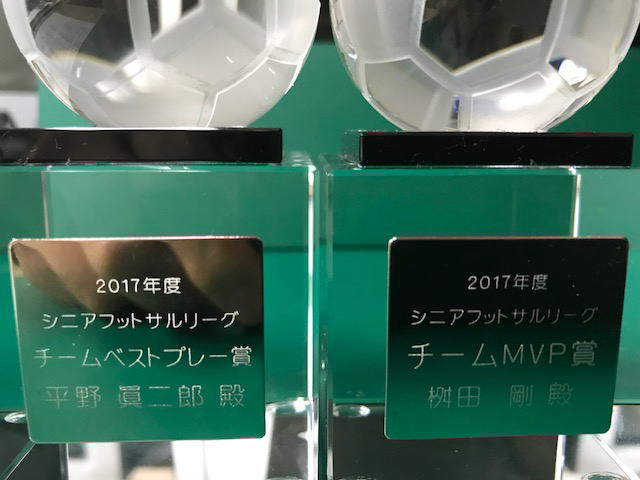 2017年度
シニアフットサルリーグ
チームベストプレー賞
平野 眞二郎 殿
2017年度
シニアフットサルリーグ
チームMVP賞
桝田 剛 殿